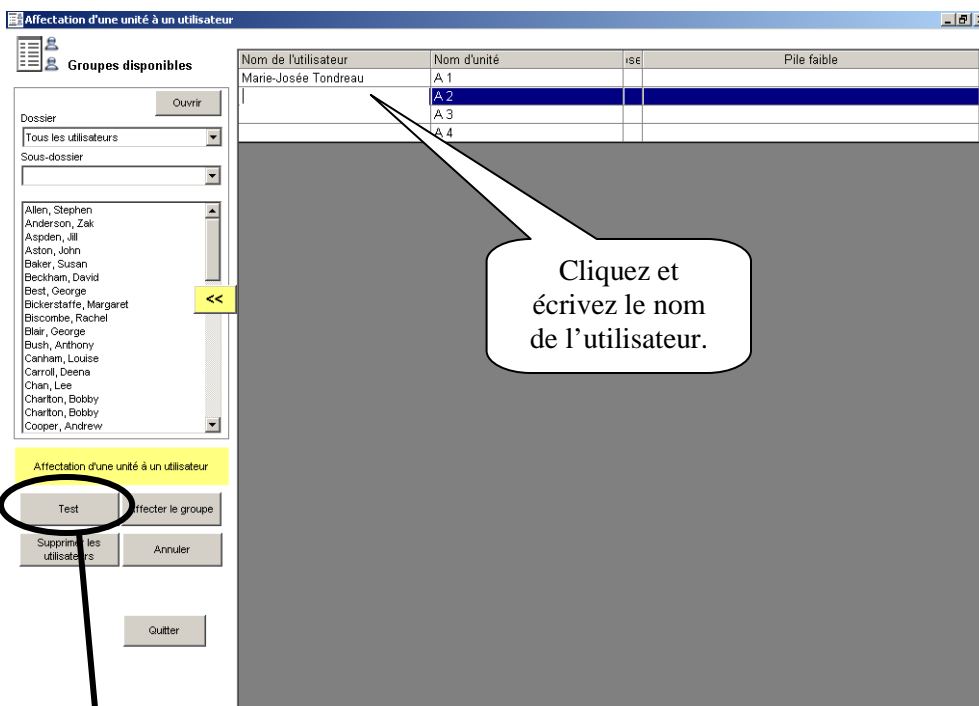 Affectation d'une unité à un utilisateur
Groupes disponibles
Ouvrir
Dossier
Tous les utilisateurs
Sous-dossier
Allen, Stephen
Anderson, Zak
Aspden, Jill
Aston, John
Baker, Susan
Beckham, David
Best, George
Bickerstaffe, Margaret
Biscombe, Rachel
Blair, George
Bush, Anthony
Canham, Louise
Carroll, Deena
Chan, Lee
Charlton, Bobby
Charlton, Bobby
Cooper, Andrew
<<
Affectation d'une unité à un utilisateur
Test
ffecter le groupe
Supprimer les
utilisateurs
Annuler
Quitter
Nom de l'utilisateur Nom d'unité Pile faible
Marie-Josée Tondreau A 1
A 2
A 3
A 4
Cliquez et
écrivez le nom
de l’utilisateur.